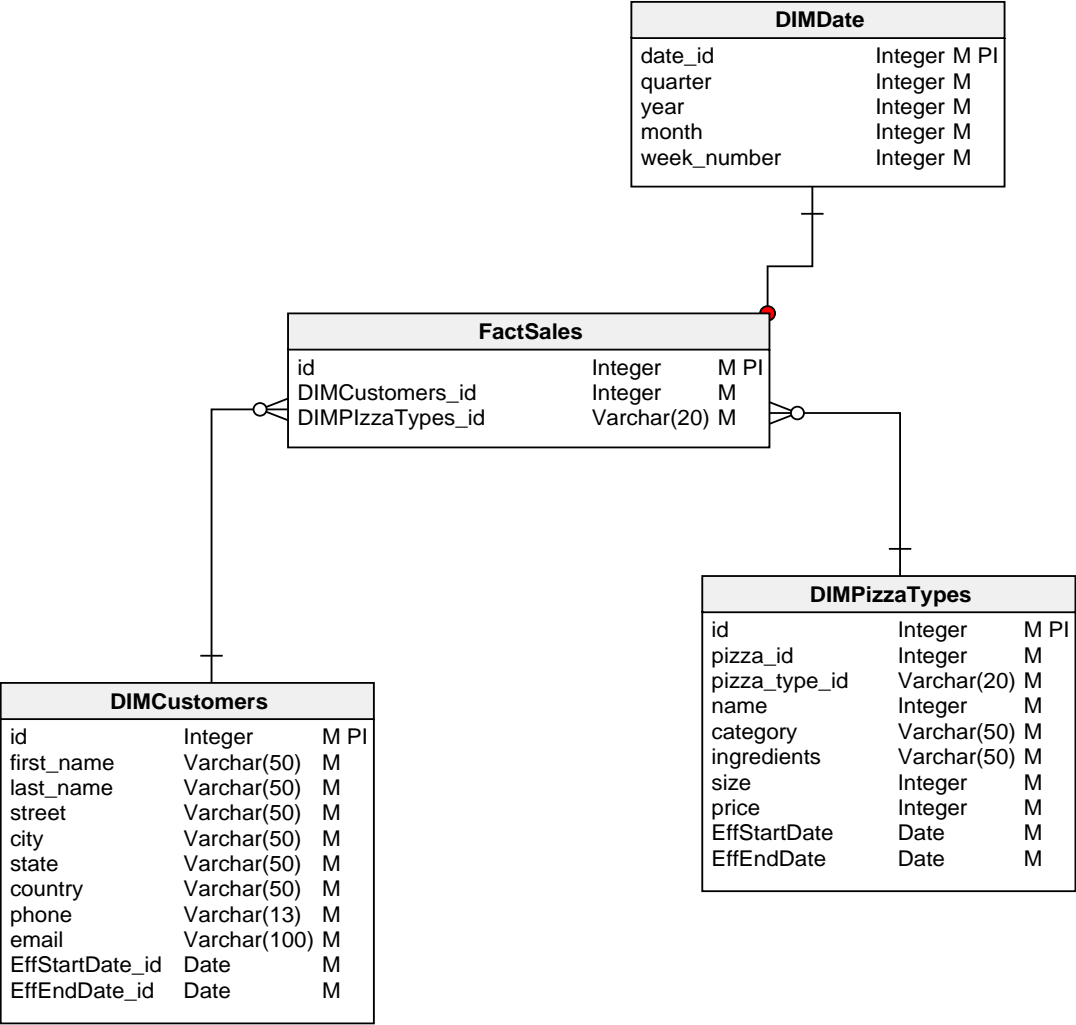 DIMDate
date_id Integer M PI
quarter Integer M
year Integer M
month Integer M
week_number Integer M
FactSales
id Integer M PI
DIMCustomers_id Integer M
DIMPIzzaTypes_id Varchar(20) M
DIMPizzaTypes
id Integer M PI
pizza_id Integer M
pizza_type_id Varchar(20) M
name Integer M
category Varchar(50) M
ingredients Varchar(50) M
size Integer M
price Integer M
EffStartDate Date M
EffEndDate Date M
DIMCustomers
id Integer M PI
first_name Varchar(50) M
last_name Varchar(50) M
street Varchar(50) M
city Varchar(50) M
state Varchar(50) M
country Varchar(50) M
phone Varchar(13) M
email Varchar(100) M
EffStartDate_id Date M
EffEndDate_id Date M